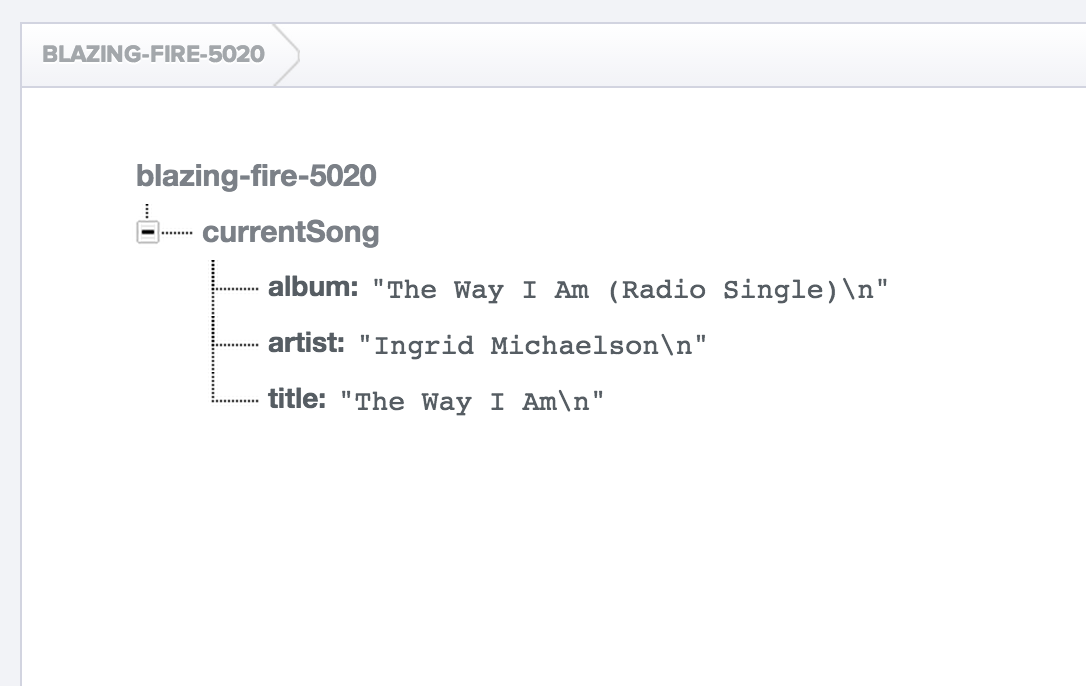 BLAZING-FIRE-5020
blazing-fire-5020
currentSong
album: "The Way I Am (Radio Single)\n"
artist: "Ingrid Michaelson\n"
title: "The Way I Am\n"